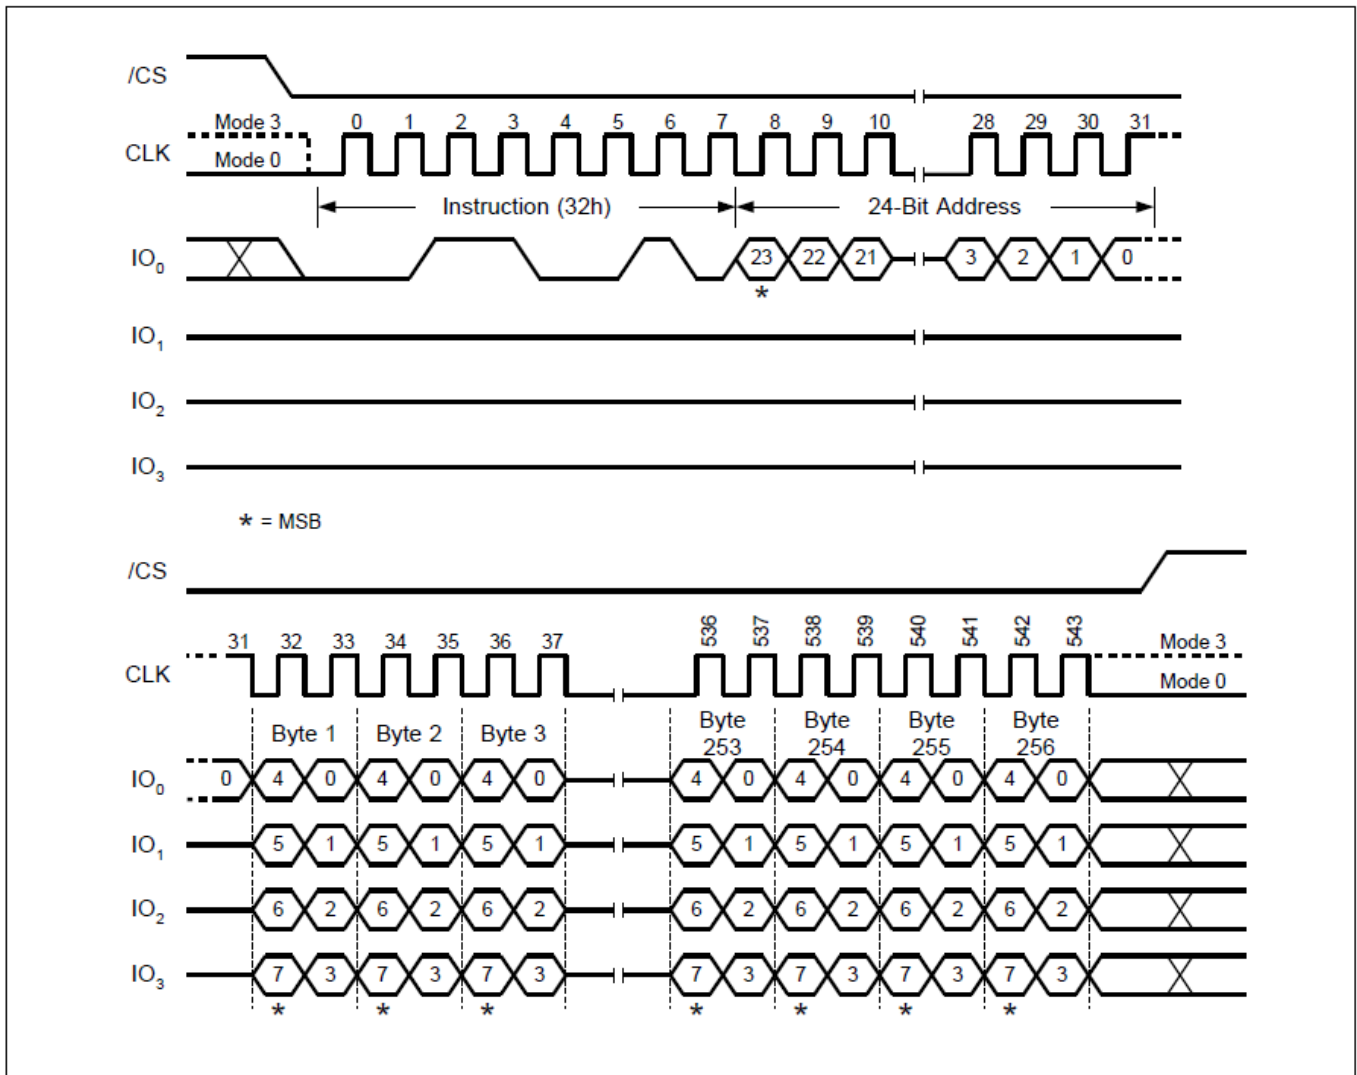 /CS
Mode 3 0 1 2 3 4 5 6 7 8 9 10 28 29 30 31
CLK
Mode 0
Instruction (32h) 24-Bit Address
IO0 23 22 21 3 2 1 0
*
IO1
IO2
IO3
* = MSB
/CS
31 32 33 34 35 36 37 536 537 538 539 540 541 542 543 Mode 3
CLK
Mode 0
Byte 1 Byte 2 Byte 3 Byte 253 Byte 254 Byte 255 Byte 256
IO0 0 4 0 4 0 4 0 4 0 4 0 4 0 4 0
IO1 5 1 5 1 5 1 5 1 5 1 5 1 5 1
IO2 6 2 6 2 6 2 6 2 6 2 6 2 6 2
IO3 7 3 7 3 7 3 7 3 7 3 7 3 7 3
* * * * * * *